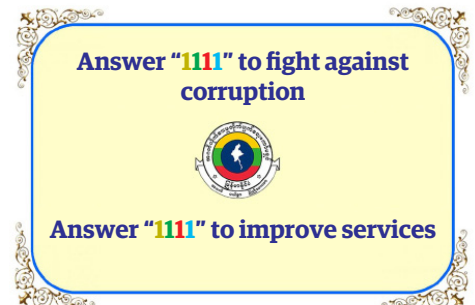 Answer “1111” to fight against
corruption
Answer “1111” to improve services